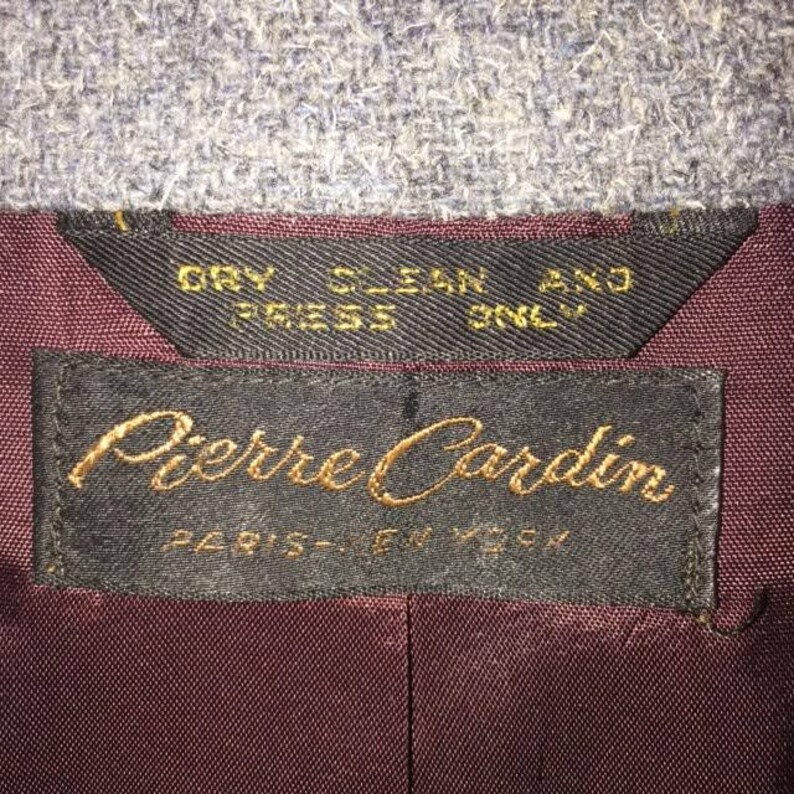 DRY CLEAN AND
PRESS ONLY
Pierre Cardin
PARIS-NEW YORK